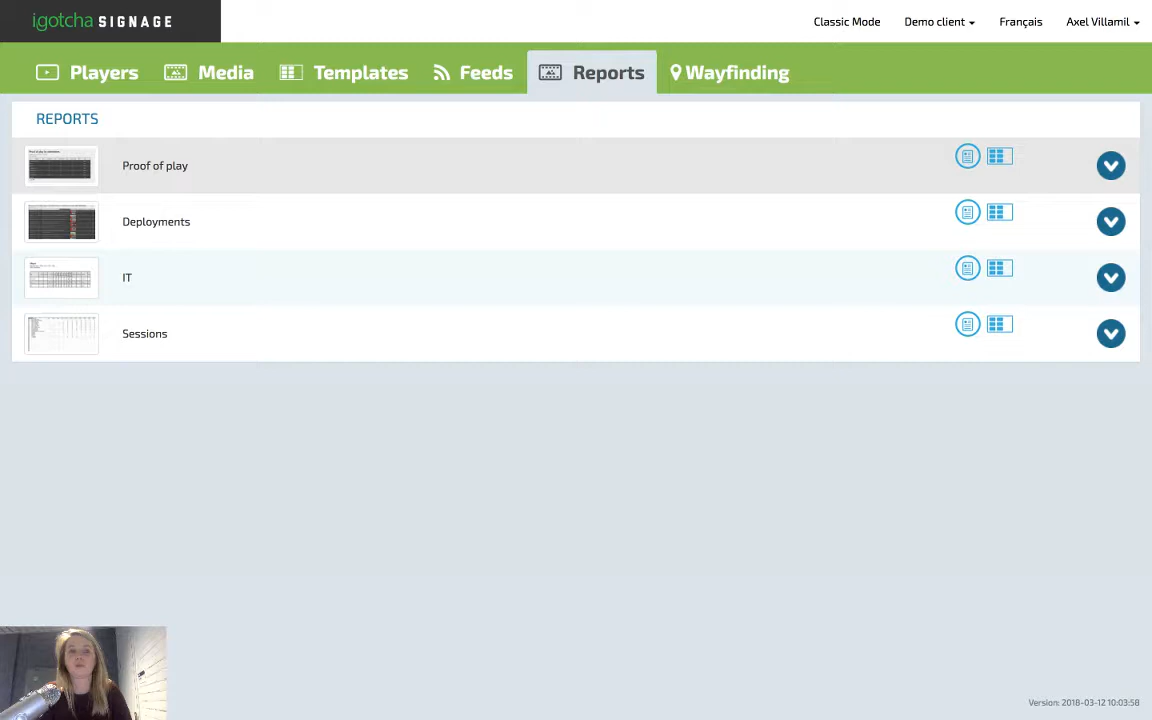 igotcha SIGNAGE
Classic Mode Demo client Français Axel Villamil
Players Media Templates Feeds Reports Wayfinding
REPORTS
Proof of play
Deployments
IT
Sessions
Version: 2018-03-12 10:03:58